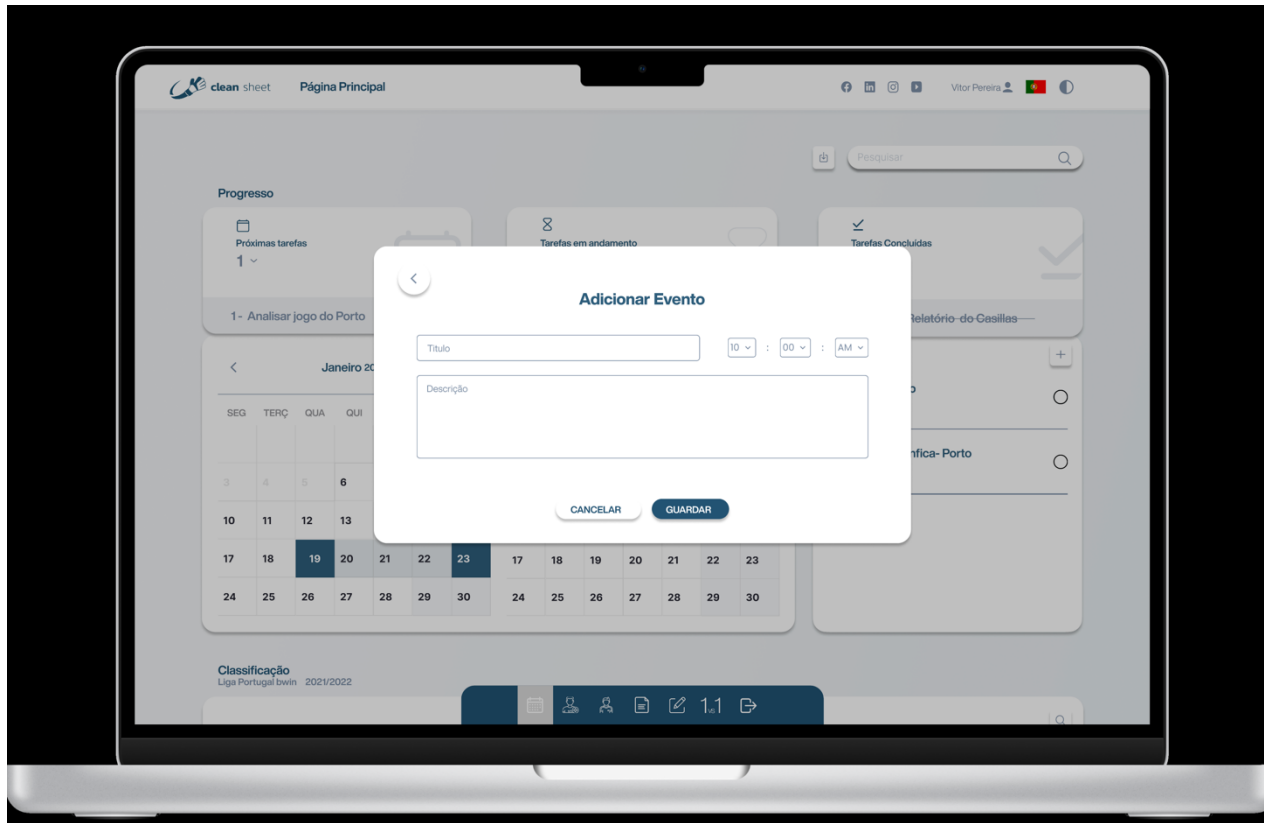 clean sheet
Página Principal
Vitor Pereira
Pesquisar
Progresso
Próximas tarefas
1
1 - Analisar jogo do Porto
Tarefas em andamento
Tarefas Concluídas
Relatório do Casillas
Adicionar Evento
Titulo
10 : 00 : AM
Descrição
CANCELAR
GUARDAR
Janeiro
SEG TERÇ QUA QUI
3 4 5 6
10 11 12 13
17 18 19 20 21 22 23
24 25 26 27 28 29 30
17 18 19 20 21 22 23
24 25 26 27 28 29 30
- Porto
Classificação
Liga Portugal bwin 2021/2022
1 1